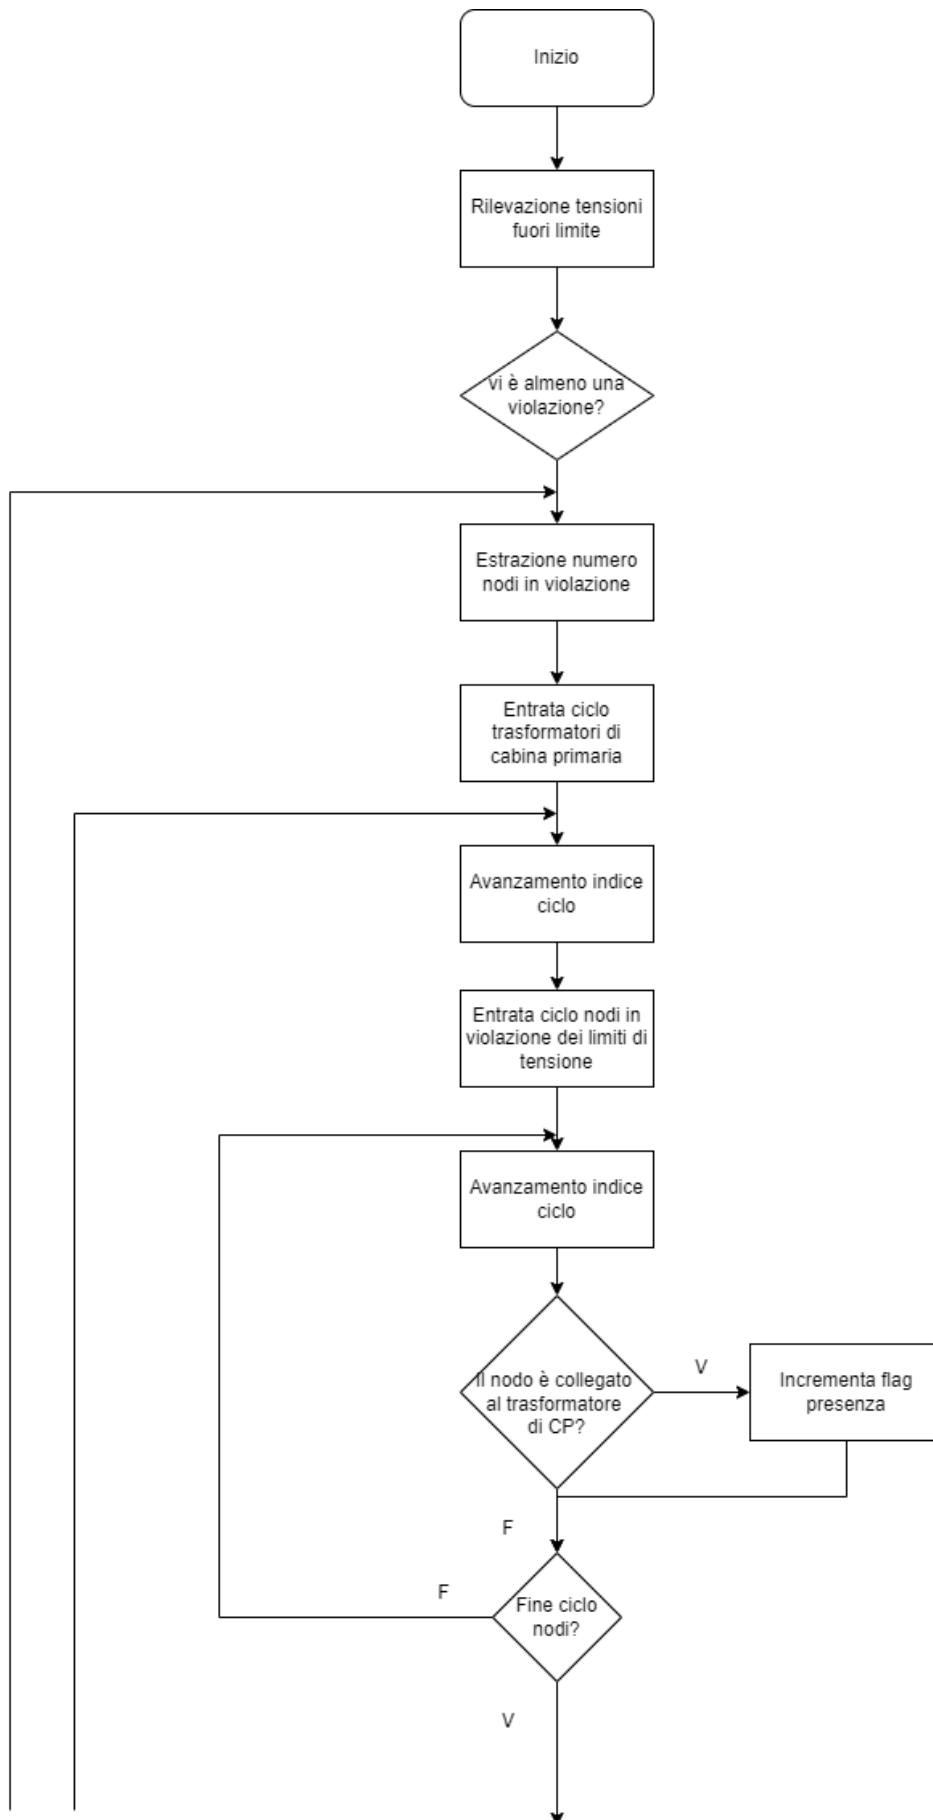 Inizio
Rilevazione tensioni
fuori limite
vi è almeno una
violazione?
Estrazione numero
nodi in violazione
Entrata ciclo
trasformatori di
cabina primaria
Avanzamento indice
ciclo
Entrata ciclo nodi in
violazione dei limiti di
tensione
Avanzamento indice
ciclo
Il nodo è collegato
al trasformatore
di CP?
V
Incrementa flag
presenza
F
F
Fine ciclo
nodi?
V